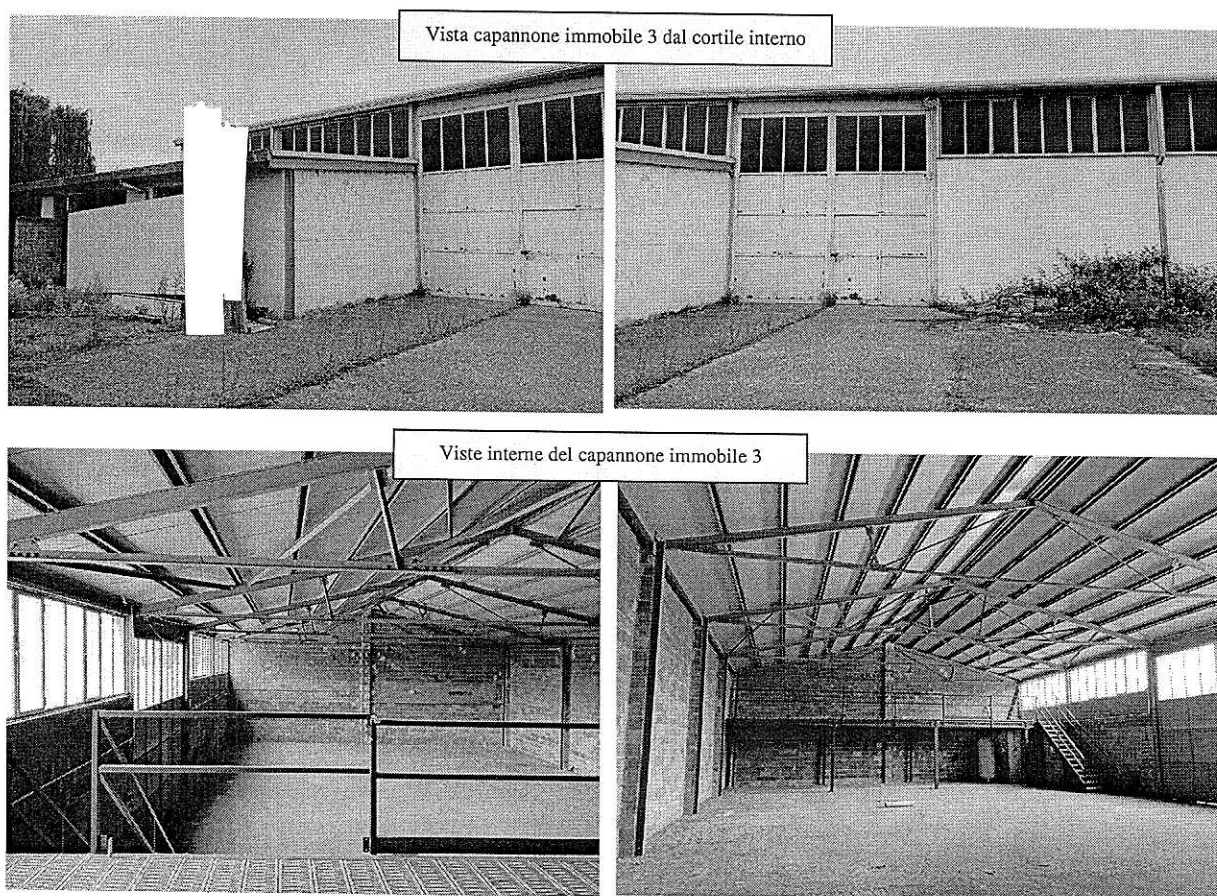 Vista capannone immobile 3 dal cortile interno
Viste interne del capannone immobile 3